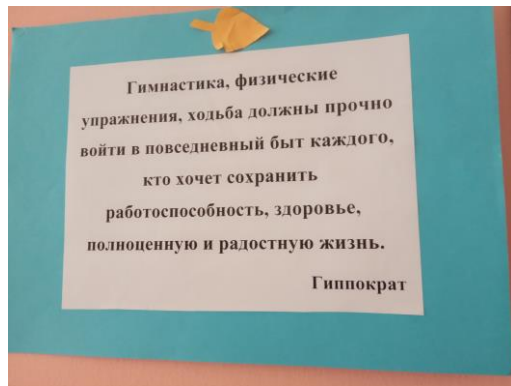 Гимнастика, физические
упражнения, ходьба должны прочно
войти в повседневный быт каждого,
кто хочет сохранить
работоспособность, здоровье,
полноценную и радостную жизнь.
Гиппократ